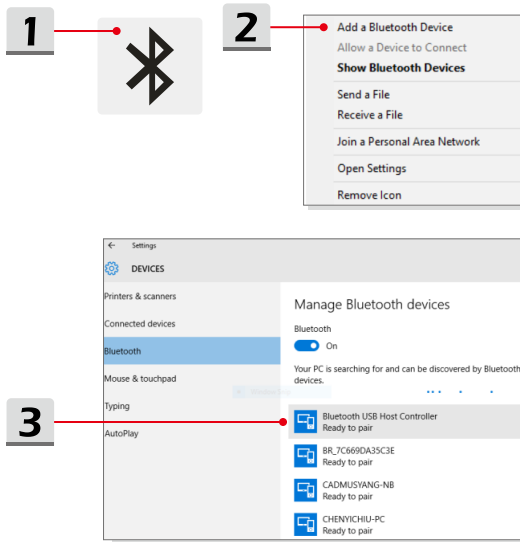 1
2
Add a Bluetooth Device
Allow a Device to Connect
Show Bluetooth Devices
Send a File
Receive a File
Join a Personal Area Network
Open Settings
Remove Icon
Settings
DEVICES
Printers & scanners
Connected devices
Bluetooth
Mouse & touchpad
Typing
AutoPlay
Manage Bluetooth devices
Bluetooth
On
Your PC is searching for and can be discovered by Bluetooth
devices.
3
Bluetooth USB Host Controller
Ready to pair
BR_7C669DA35C3E
Ready to pair
CADMUSYANG-NB
Ready to pair
CHENYICHIU-PC
Ready to pair